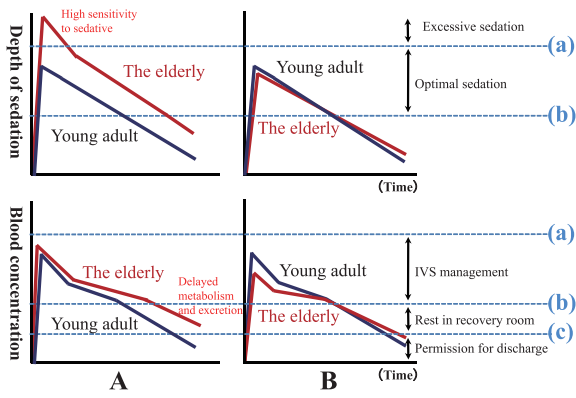 Depth of sedation
High sensitivity
to sedative
The elderly
Young adult
Young adult
The elderly
Excessive sedation
(a)
Optimal sedation
(b)
(Time)
Blood concentration
The elderly
Delayed
metabolism
and excretion
Young adult
Young adult
The elderly
(a)
IVS management
(b)
Rest in recovery room
(c)
Permission for discharge
A
B
(Time)